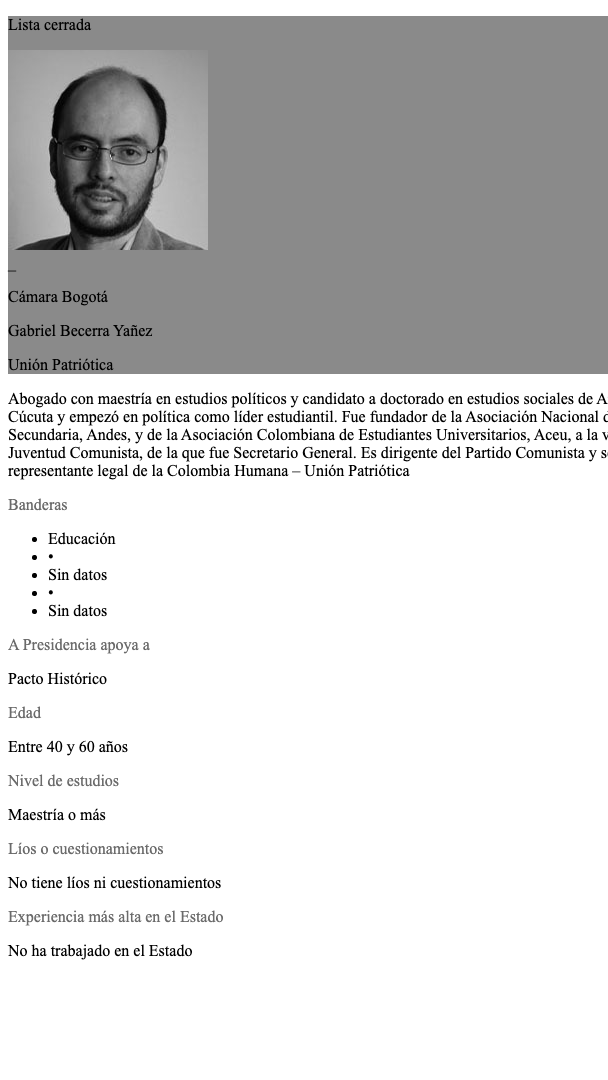 Lista cerrada
_
Cámara Bogotá
Gabriel Becerra Yañez
Unión Patriótica
Abogado con maestría en estudios políticos y candidato a doctorado en estudios sociales de A
Cúcuta y empezó en política como líder estudiantil. Fue fundador de la Asociación Nacional d
Secundaria, Andes, y de la Asociación Colombiana de Estudiantes Universitarios, Aceu, a la v
Juventud Comunista, de la que fue Secretario General. Es dirigente del Partido Comunista y s
representante legal de la Colombia Humana – Unión Patriótica
Banderas
• Educación
• •
• Sin datos
• •
• Sin datos
A Presidencia apoya a
Pacto Histórico
Edad
Entre 40 y 60 años
Nivel de estudios
Maestría o más
Líos o cuestionamientos
No tiene líos ni cuestionamientos
Experiencia más alta en el Estado
No ha trabajado en el Estado